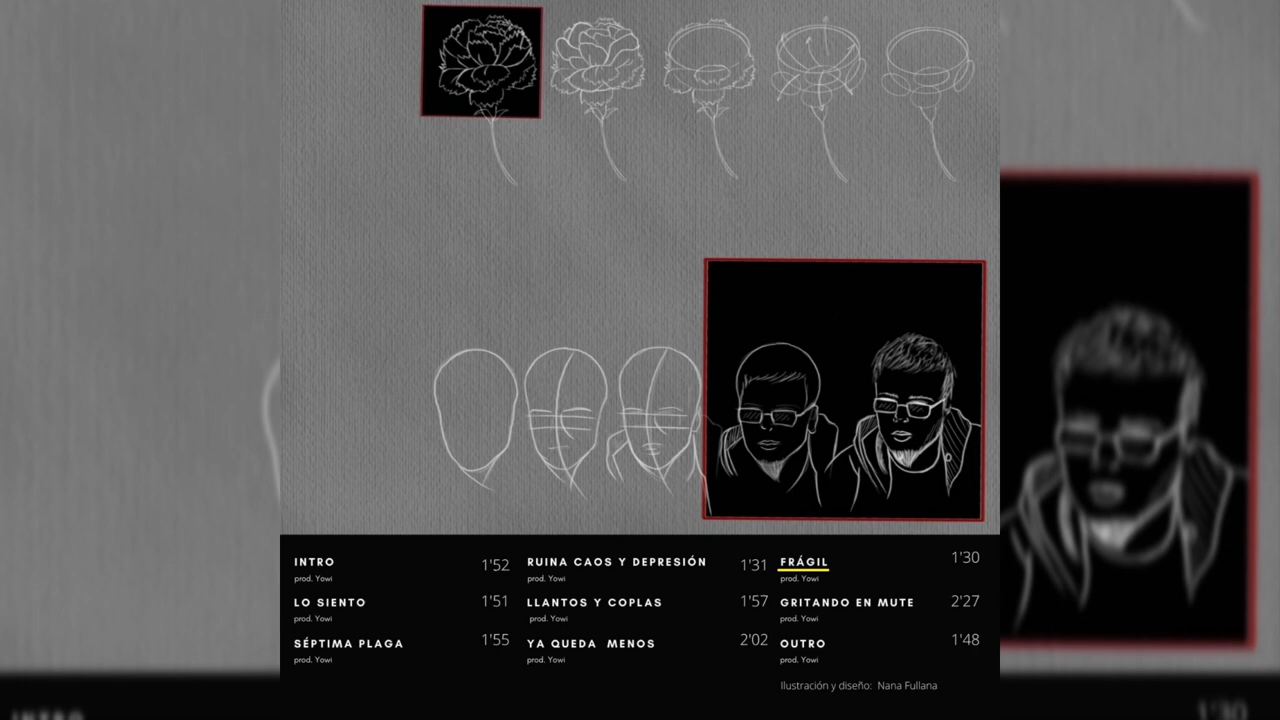 INTRO
1'52
prod. Yowi
LO SIENTO
1'51
prod. Yowi
SÉPTIMA PLAGA
1'55
prod. Yowi
RUINA CAOS Y DEPRESIÓN
1'31
prod. Yowi
LLANTOS Y COPLAS
1'57
prod. Yowi
YA QUEDA MENOS
2'02
prod. Yowi
FRÁGIL
1'30
prod. Yowi
GRITANDO EN MUTE
2'27
prod. Yowi
OUTRO
1'48
prod. Yowi
Ilustración y diseño: Nana Fullana
INTRO
1'30